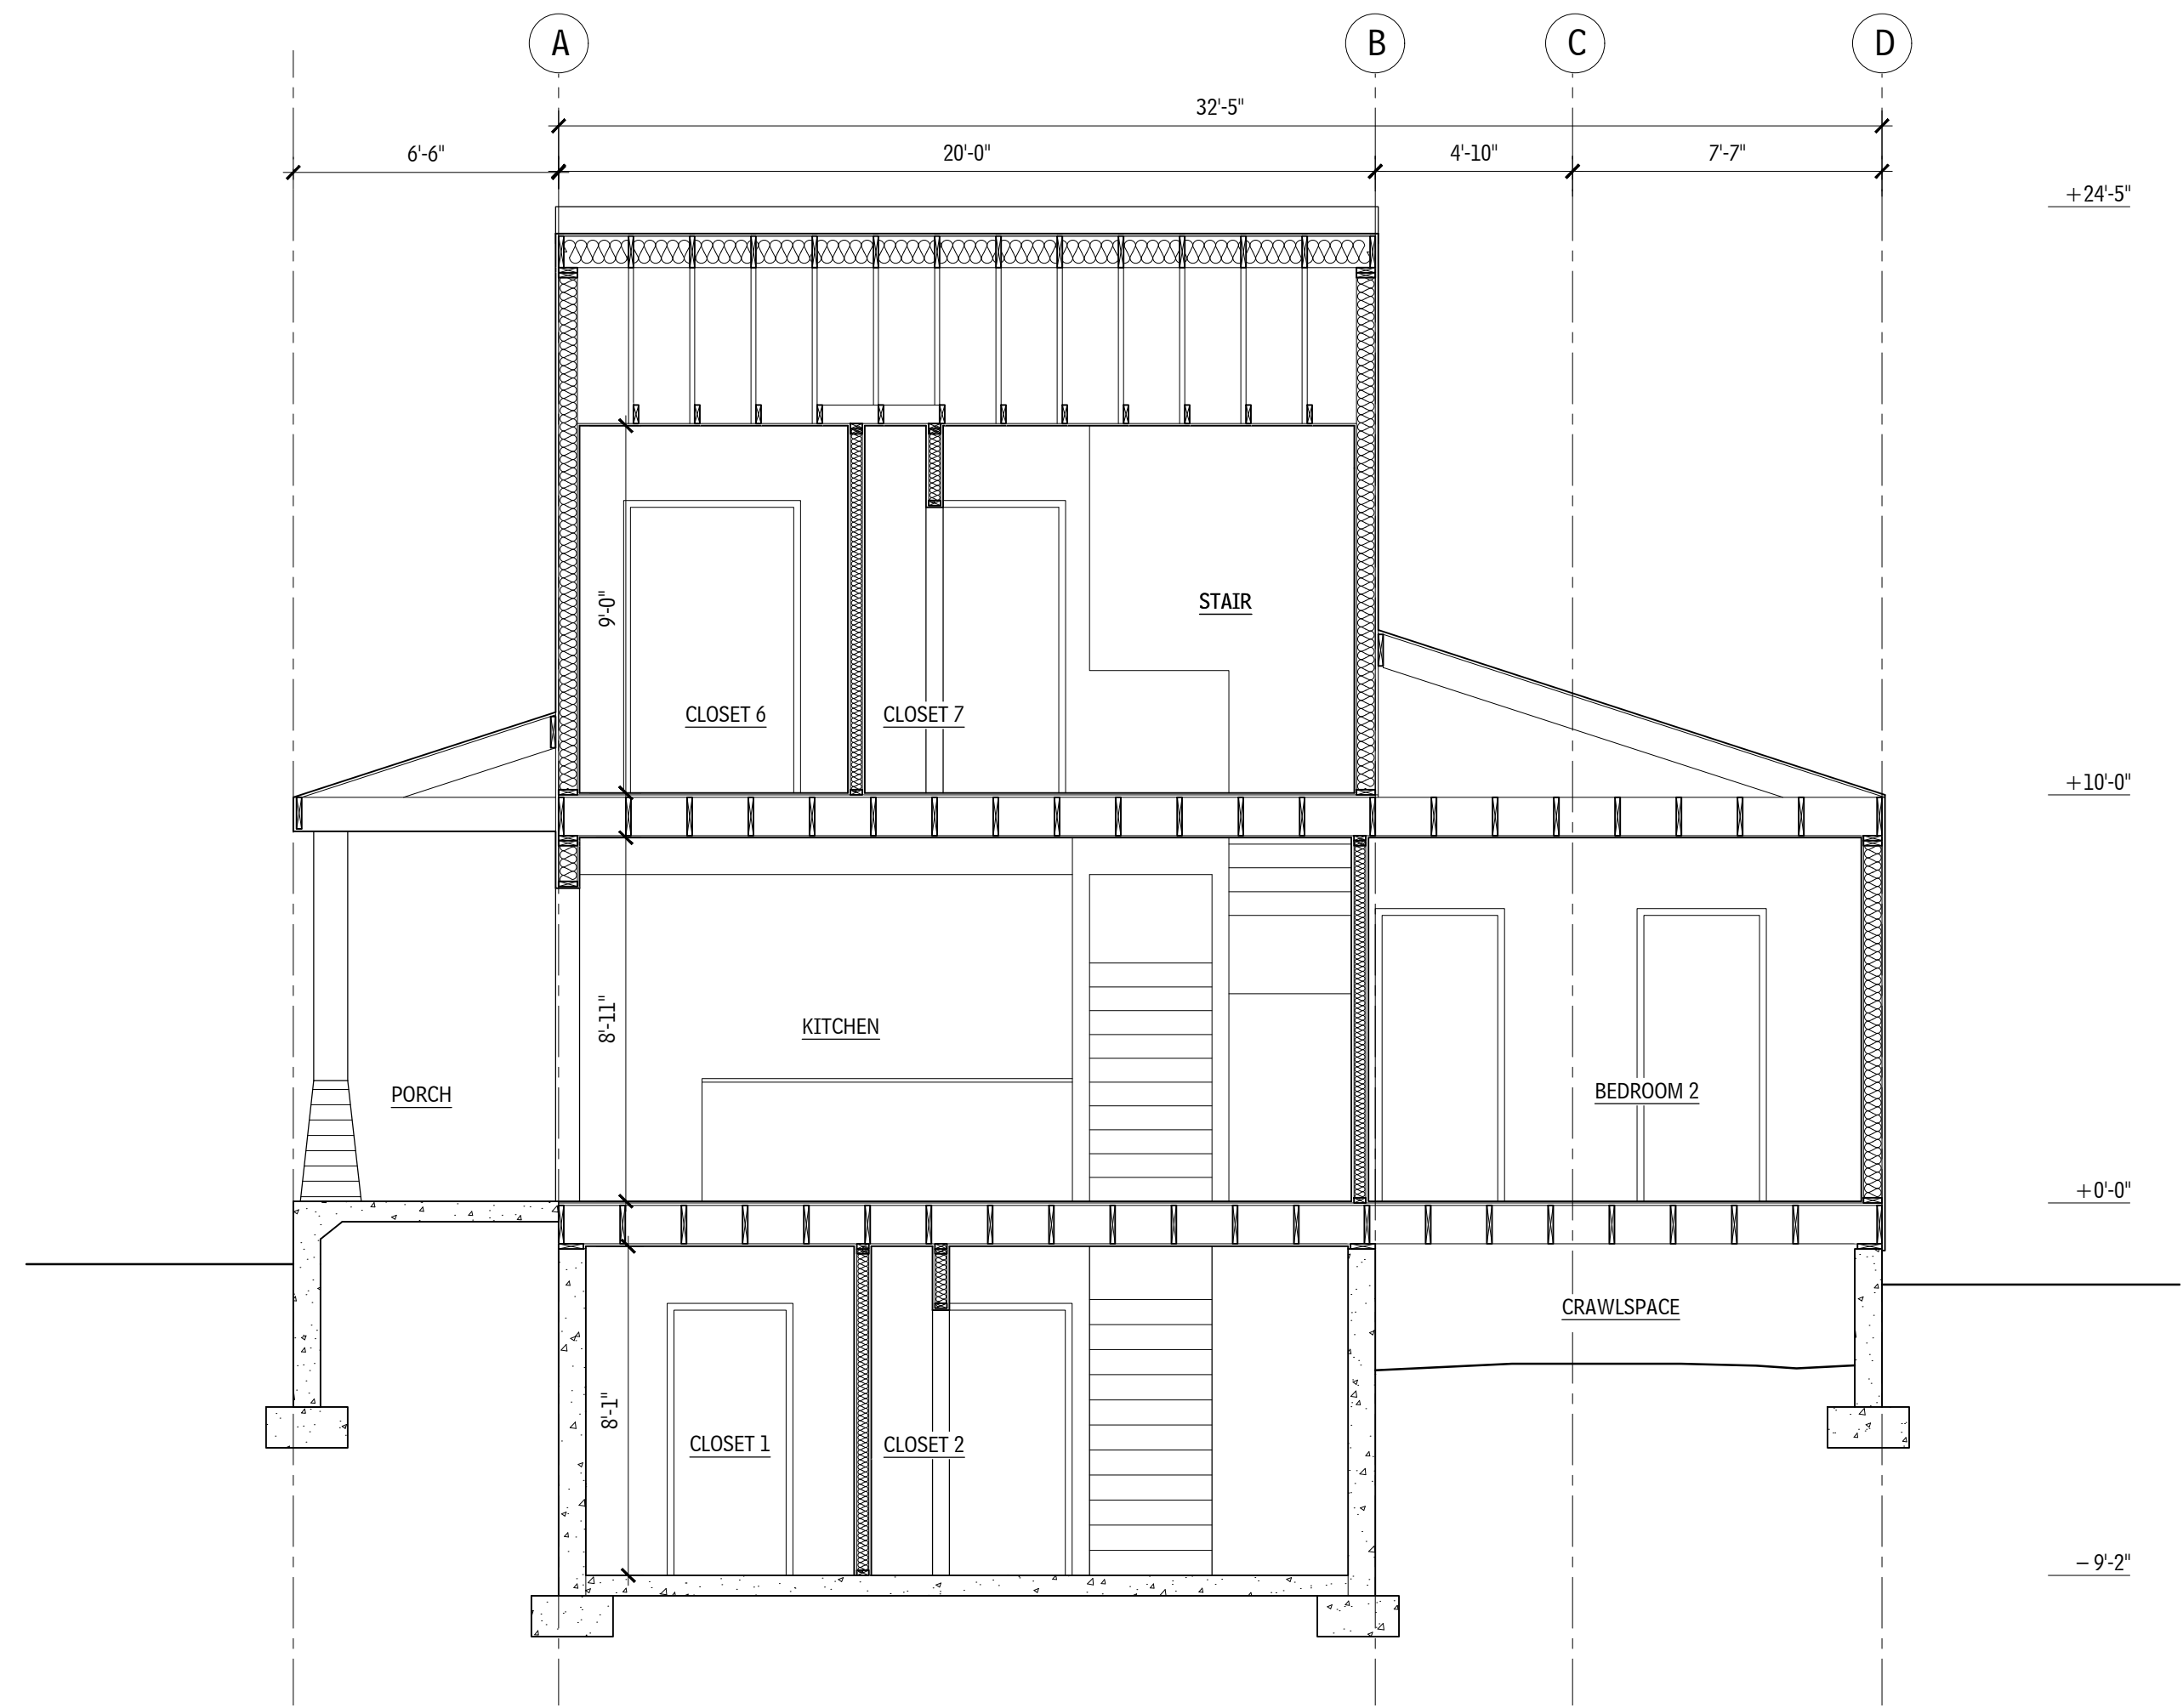 A
B
C
D
32'-5"
6'-6"
20'-0"
4'-10"
7'-7"
+24'-5"
9'-0"
STAIR
CLOSET 6
CLOSET 7
+10'-0"
8'-11"
KITCHEN
PORCH
BEDROOM 2
+0'-0"
CRAWLSPACE
8'-1"
CLOSET 1
CLOSET 2
−9'-2"